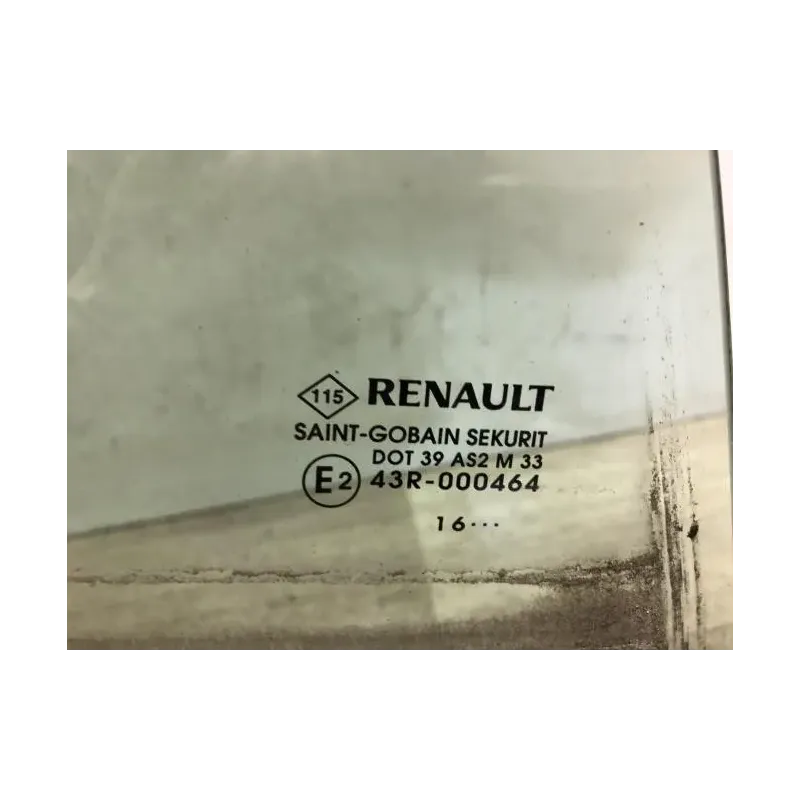 115 RENAULT
SAINT-GOBAIN SEKURIT
DOT 39 AS2 M 33
E2 43R-000464
16...